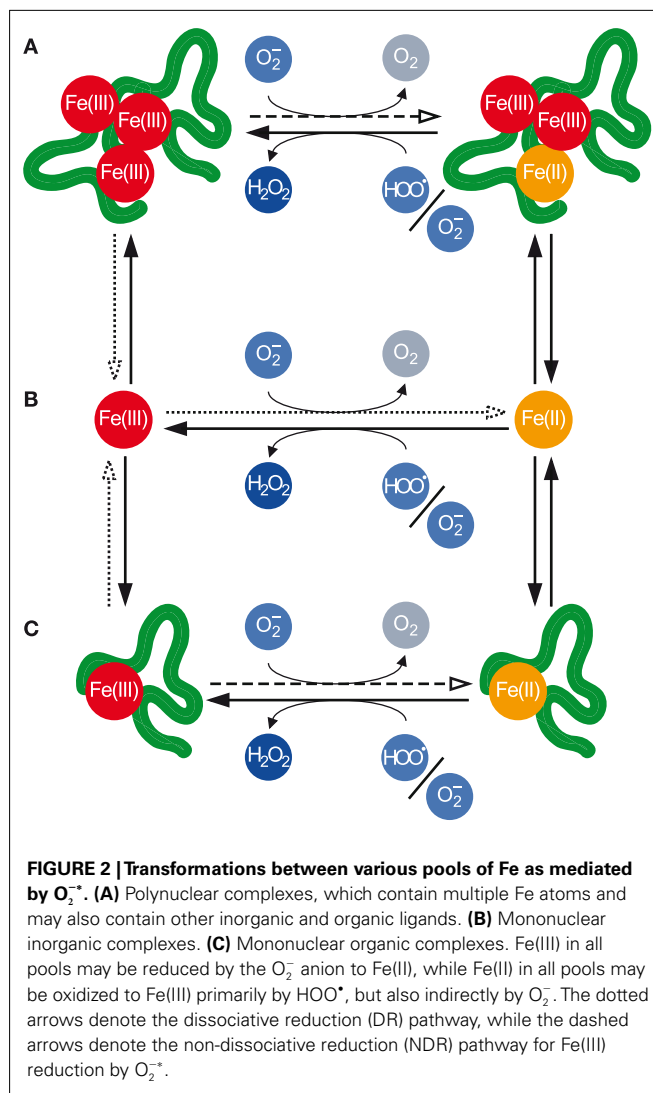 A
O₂⁻ O₂
Fe(III) Fe(III)
Fe(III) Fe(III)
Fe(III) Fe(II)
H₂O₂ HOO•
O₂⁻
O₂⁻ O₂
B
Fe(III) Fe(II)
H₂O₂ HOO•
O₂⁻
C
O₂⁻ O₂
Fe(III) Fe(II)
H₂O₂ HOO•
O₂⁻
FIGURE 2 | Transformations between various pools of Fe as mediated
by O₂⁻*. (A) Polynuclear complexes, which contain multiple Fe atoms and
may also contain other inorganic and organic ligands. (B) Mononuclear
inorganic complexes. (C) Mononuclear organic complexes. Fe(III) in all
pools may be reduced by the O₂⁻ anion to Fe(II), while Fe(II) in all pools may
be oxidized to Fe(III) primarily by HOO•, but also indirectly by O₂⁻. The dotted
arrows denote the dissociative reduction (DR) pathway, while the dashed
arrows denote the non-dissociative reduction (NDR) pathway for Fe(III)
reduction by O₂⁻*.